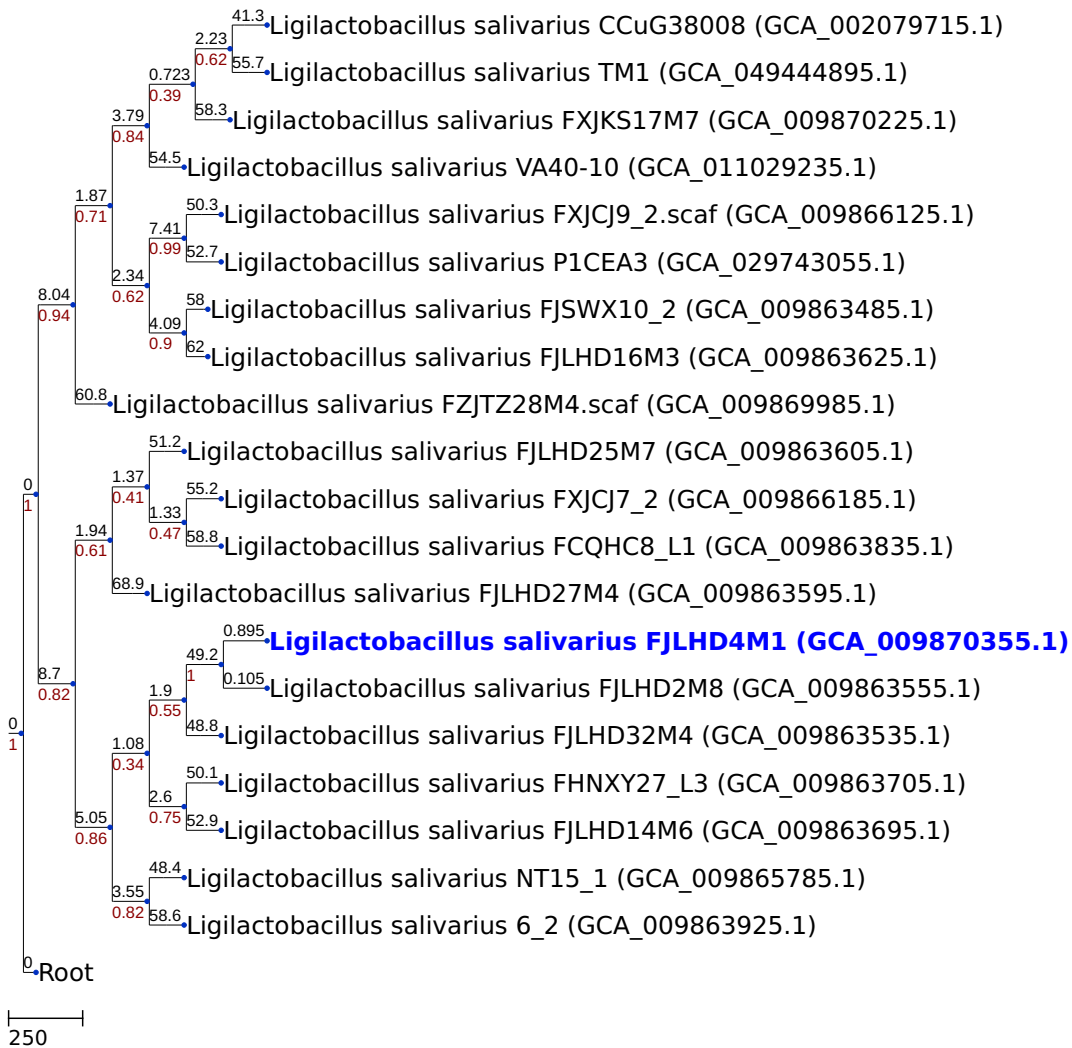 41.3
Ligilactobacillus salivarius CCuG38008 (GCA_002079715.1)
2.23
0.62
55.7
Ligilactobacillus salivarius TM1 (GCA_049444895.1)
0.723
0.39
58.3
Ligilactobacillus salivarius FXJKS17M7 (GCA_009870225.1)
3.79
0.84
54.5
Ligilactobacillus salivarius VA40-10 (GCA_011029235.1)
1.87
0.71
50.3
Ligilactobacillus salivarius FXJCJ9_2.scaf (GCA_009866125.1)
7.41
0.99
52.7
Ligilactobacillus salivarius P1CEA3 (GCA_029743055.1)
2.34
0.62
58
Ligilactobacillus salivarius FJSWX10_2 (GCA_009863485.1)
4.09
0.9
62
Ligilactobacillus salivarius FJLHD16M3 (GCA_009863625.1)
8.04
0.94
60.8
Ligilactobacillus salivarius FZJTZ28M4.scaf (GCA_009869985.1)
51.2
Ligilactobacillus salivarius FJLHD25M7 (GCA_009863605.1)
1.37
0.41
55.2
Ligilactobacillus salivarius FXJCJ7_2 (GCA_009866185.1)
1.33
0.47
58.8
Ligilactobacillus salivarius FCQHC8_L1 (GCA_009863835.1)
1.94
0.61
68.9
Ligilactobacillus salivarius FJLHD27M4 (GCA_009863595.1)
0
1
0.895
Ligilactobacillus salivarius FJLHD4M1 (GCA_009870355.1)
49.2
1
0.105
Ligilactobacillus salivarius FJLHD2M8 (GCA_009863555.1)
8.7
0.82
1.9
0.55
48.8
Ligilactobacillus salivarius FJLHD32M4 (GCA_009863535.1)
0
1
1.08
0.34
50.1
Ligilactobacillus salivarius FHNXY27_L3 (GCA_009863705.1)
2.6
0.75
52.9
Ligilactobacillus salivarius FJLHD14M6 (GCA_009863695.1)
5.05
0.86
48.4
Ligilactobacillus salivarius NT15_1 (GCA_009865785.1)
3.55
0.82
58.6
Ligilactobacillus salivarius 6_2 (GCA_009863925.1)
0
Root
250